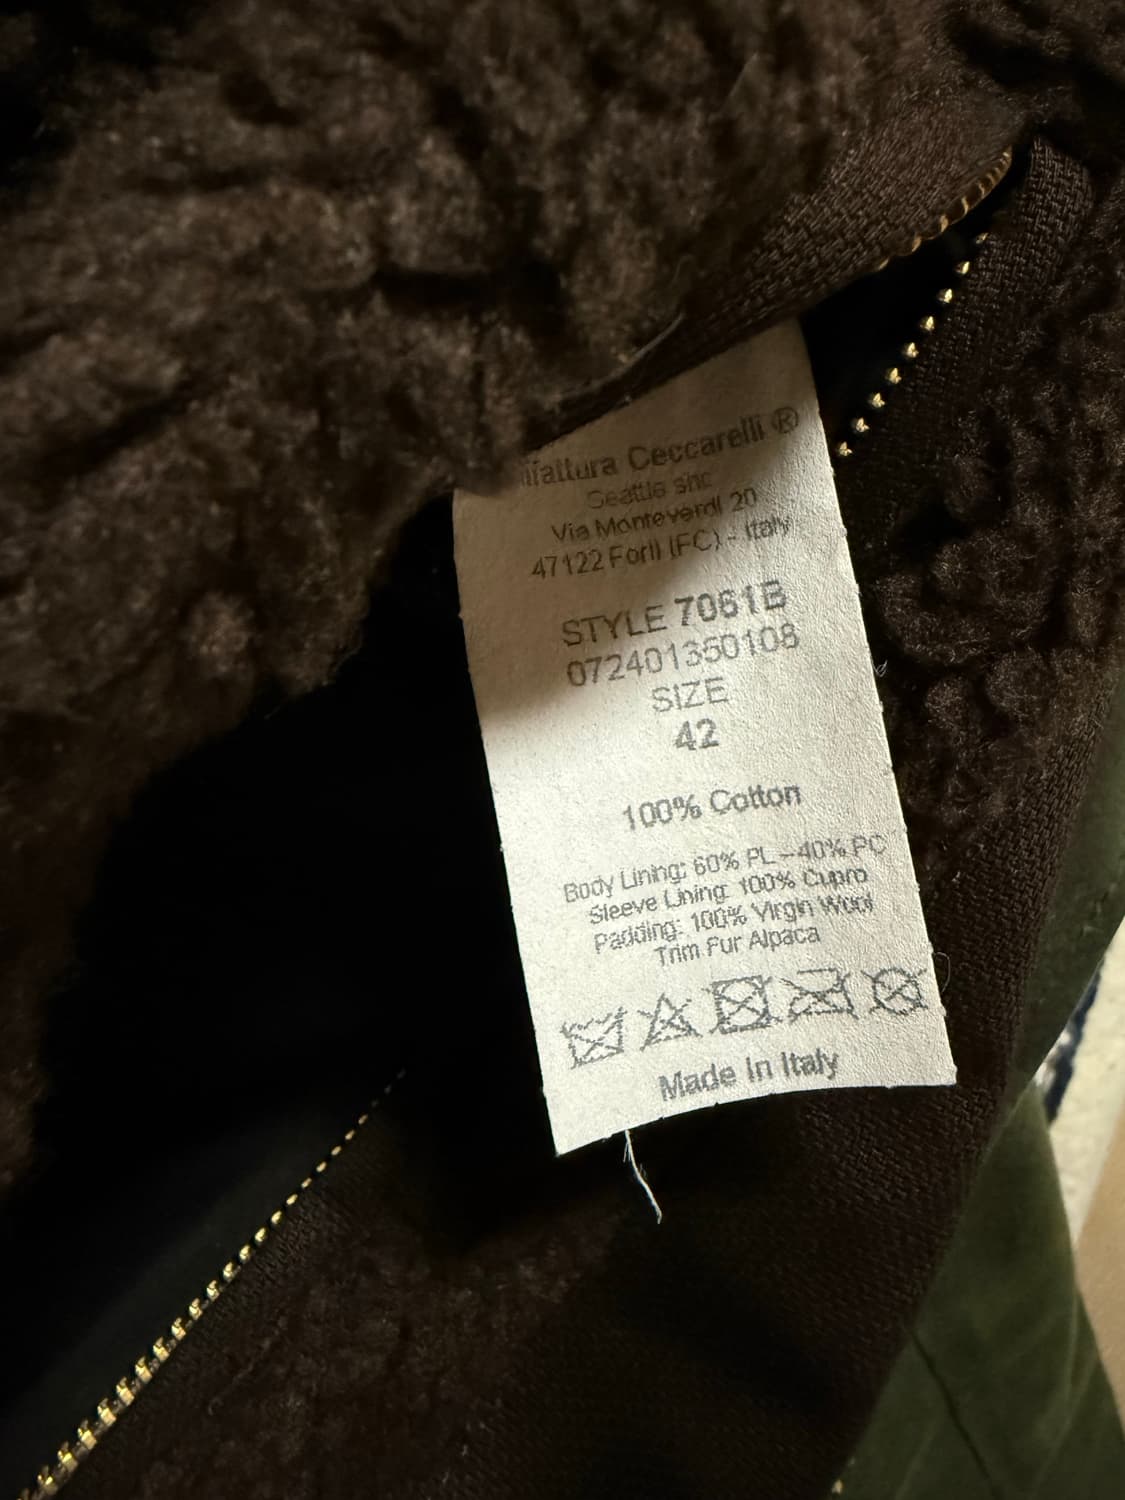 ifattura Ceccarelli ®
Seattle snc
Via Monteverdi 20
47122 Forlì (FC) - Italy
STYLE 7061B
072401350108
SIZE
42
100% Cotton
Body Lining: 60% PL - 40% PC
Sleeve Lining: 100% Cupro
Padding: 100% Virgin Wool
Trim Fur Alpaca
Made in Italy